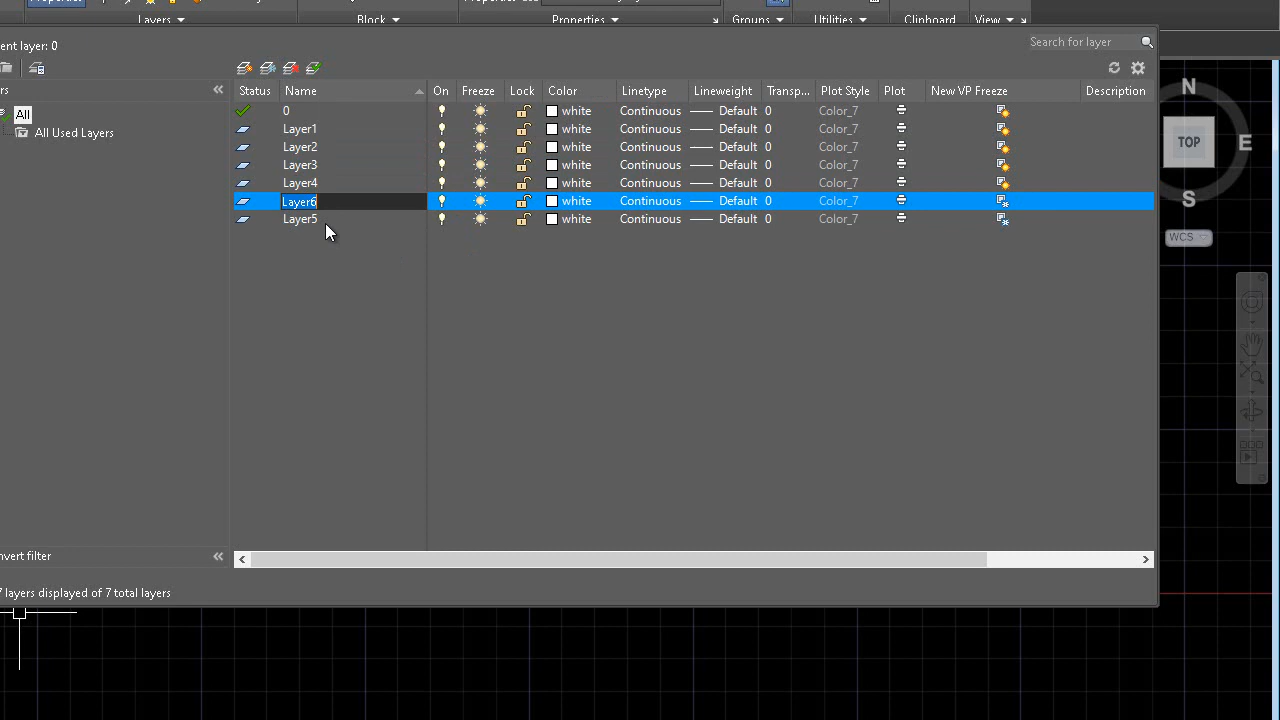 Properties
Layers
Block
Properties
Groups
Utilities
Clipboard
View
ent layer: 0
Search for layer
rs
All
All Used Layers
Status Name On Freeze Lock Color Linetype Lineweight Transp... Plot Style Plot New VP Freeze Description
0 white Continuous Default 0 Color_7
Layer1 white Continuous Default 0 Color_7
Layer2 white Continuous Default 0 Color_7
Layer3 white Continuous Default 0 Color_7
Layer4 white Continuous Default 0 Color_7
Layer6 white Continuous Default 0 Color_7
Layer5 white Continuous Default 0 Color_7
nvert filter
7 layers displayed of 7 total layers
N
TOP
E
S
WCS